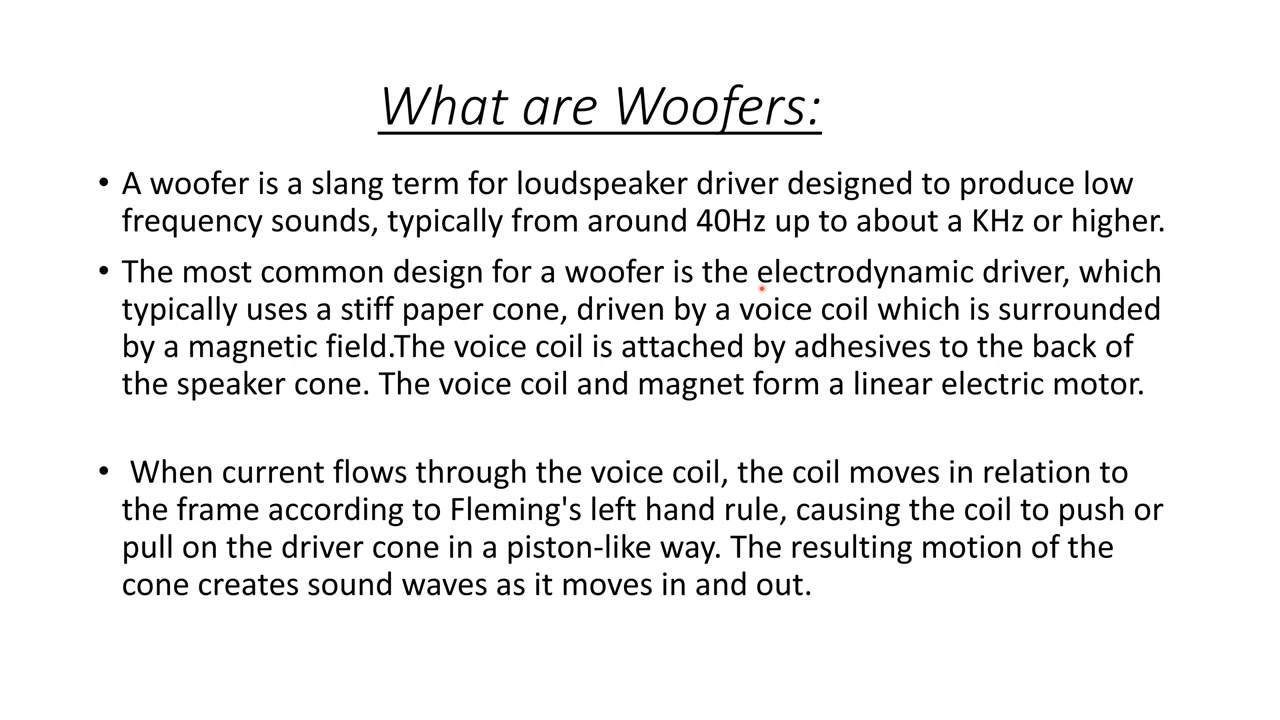 What are Woofers:
• A woofer is a slang term for loudspeaker driver designed to produce low
frequency sounds, typically from around 40Hz up to about a KHz or higher.
• The most common design for a woofer is the electrodynamic driver, which
typically uses a stiff paper cone, driven by a voice coil which is surrounded
by a magnetic field.The voice coil is attached by adhesives to the back of
the speaker cone. The voice coil and magnet form a linear electric motor.
• When current flows through the voice coil, the coil moves in relation to
the frame according to Fleming's left hand rule, causing the coil to push or
pull on the driver cone in a piston-like way. The resulting motion of the
cone creates sound waves as it moves in and out.